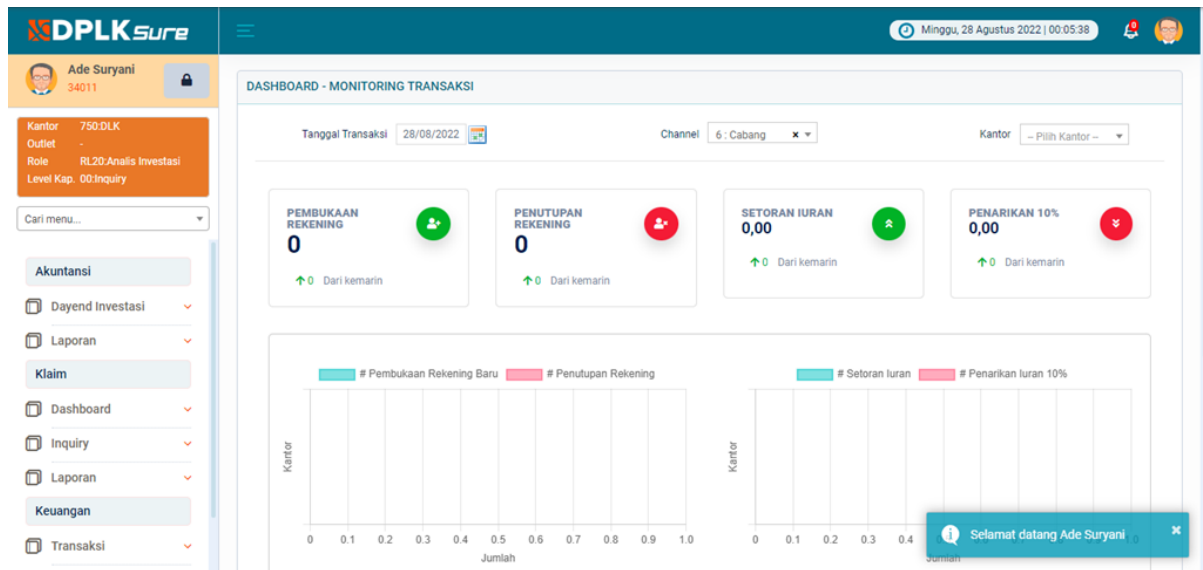 DPLKSure
Minggu, 28 Agustus 2022 | 00:05:38
Ade Suryani
34011
Kantor 750:DLK
Outlet -
Role RL20:Analis Investasi
Level Kap. 00:Inquiry
Cari menu...
Akuntansi
Dayend Investasi
Laporan
Klaim
Dashboard
Inquiry
Laporan
Keuangan
Transaksi
DASHBOARD - MONITORING TRANSAKSI
Tanggal Transaksi 28/08/2022 Channel 6 : Cabang × Kantor -- Pilih Kantor --
PEMBUKAAN
REKENING
0
0 Dari kemarin
PENUTUPAN
REKENING
0
0 Dari kemarin
SETORAN IURAN
0,00
0 Dari kemarin
PENARIKAN 10%
0,00
0 Dari kemarin
# Pembukaan Rekening Baru # Penutupan Rekening
Kantor
0 0.1 0.2 0.3 0.4 0.5 0.6 0.7 0.8 0.9 1.0
Jumlah
# Setoran Iuran # Penarikan Iuran 10%
Kantor
0 0.1 0.2 0.3 0.4 1.0
Jumlah
Selamat datang Ade Suryani ×